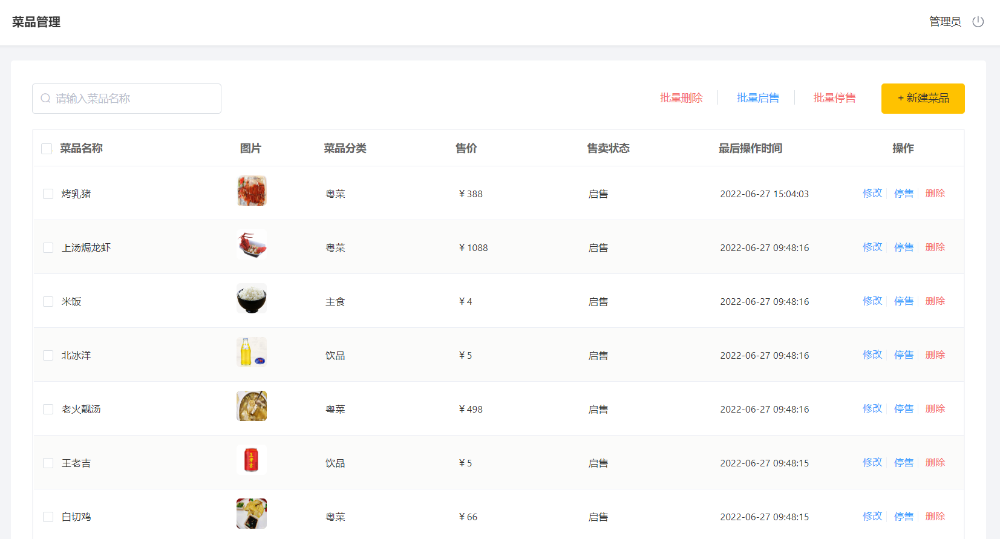 菜品管理 管理员
请输入菜品名称 批量删除 批量启售 批量停售 + 新建菜品
菜品名称 图片 菜品分类 售价 售卖状态 最后操作时间 操作
烤乳猪 粤菜 ¥ 388 启售 2022-06-27 15:04:03 修改 停售 删除
上汤焗龙虾 粤菜 ¥ 1088 启售 2022-06-27 09:48:16 修改 停售 删除
米饭 主食 ¥ 4 启售 2022-06-27 09:48:16 修改 停售 删除
北冰洋 饮品 ¥ 5 启售 2022-06-27 09:48:16 修改 停售 删除
老火靓汤 粤菜 ¥ 498 启售 2022-06-27 09:48:16 修改 停售 删除
王老吉 王老吉 饮品 ¥ 5 启售 2022-06-27 09:48:15 修改 停售 删除
白切鸡 粤菜 ¥ 66 启售 2022-06-27 09:48:15 修改 停售 删除